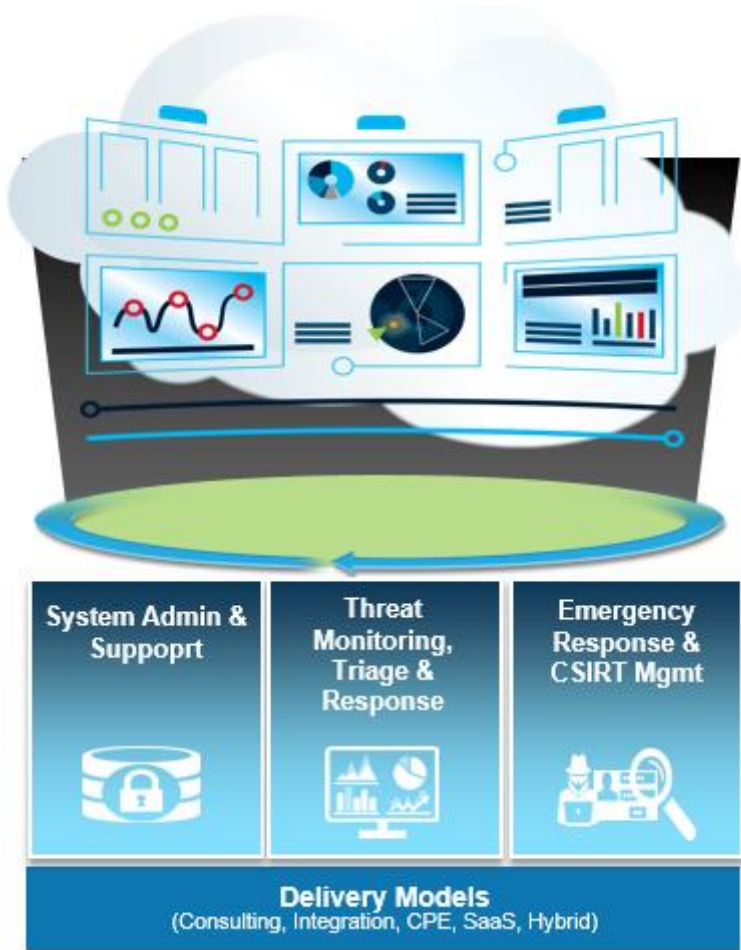 System Admin &
Suppoprt
Threat
Monitoring,
Triage &
Response
Emergency
Response &
CSIRT Mgmt
Delivery Models
(Consulting, Integration, CPE, SaaS, Hybrid)